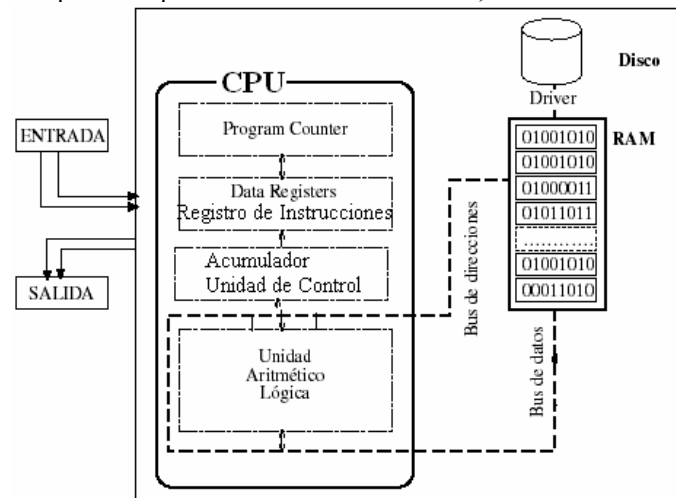 CPU
Disco
Driver
Program Counter
ENTRADA
RAM
01001010
01001010
01000011
01011011
............
01001010
00011010
Data Registers
Registro de Instrucciones
Acumulador
Unidad de Control
SALIDA
Bus de direcciones
Unidad
Aritmético
Lógica
Bus de datos